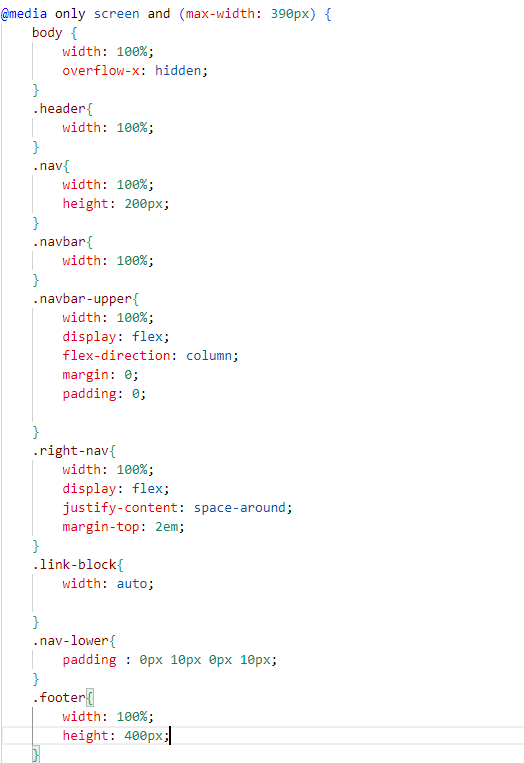 @media only screen and (max-width: 390px) {
    body {
        width: 100%;
        overflow-x: hidden;
    }
    .header{
        width: 100%;
    }
    .nav{
        width: 100%;
        height: 200px;
    }
    .navbar{
        width: 100%;
    }
    .navbar-upper{
        width: 100%;
        display: flex;
        flex-direction: column;
        margin: 0;
        padding: 0;

    }
    .right-nav{
        width: 100%;
        display: flex;
        justify-content: space-around;
        margin-top: 2em;
    }
    .link-block{
        width: auto;

    }
    .nav-lower{
        padding : 0px 10px 0px 10px;
    }
    .footer{
        width: 100%;
        height: 400px;
    }